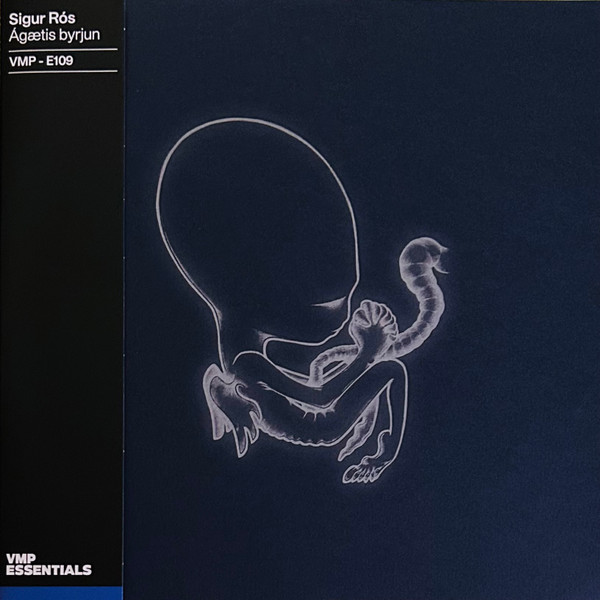 Sigur Rós
Ágætis byrjun
VMP - E109
VMP
ESSENTIALS